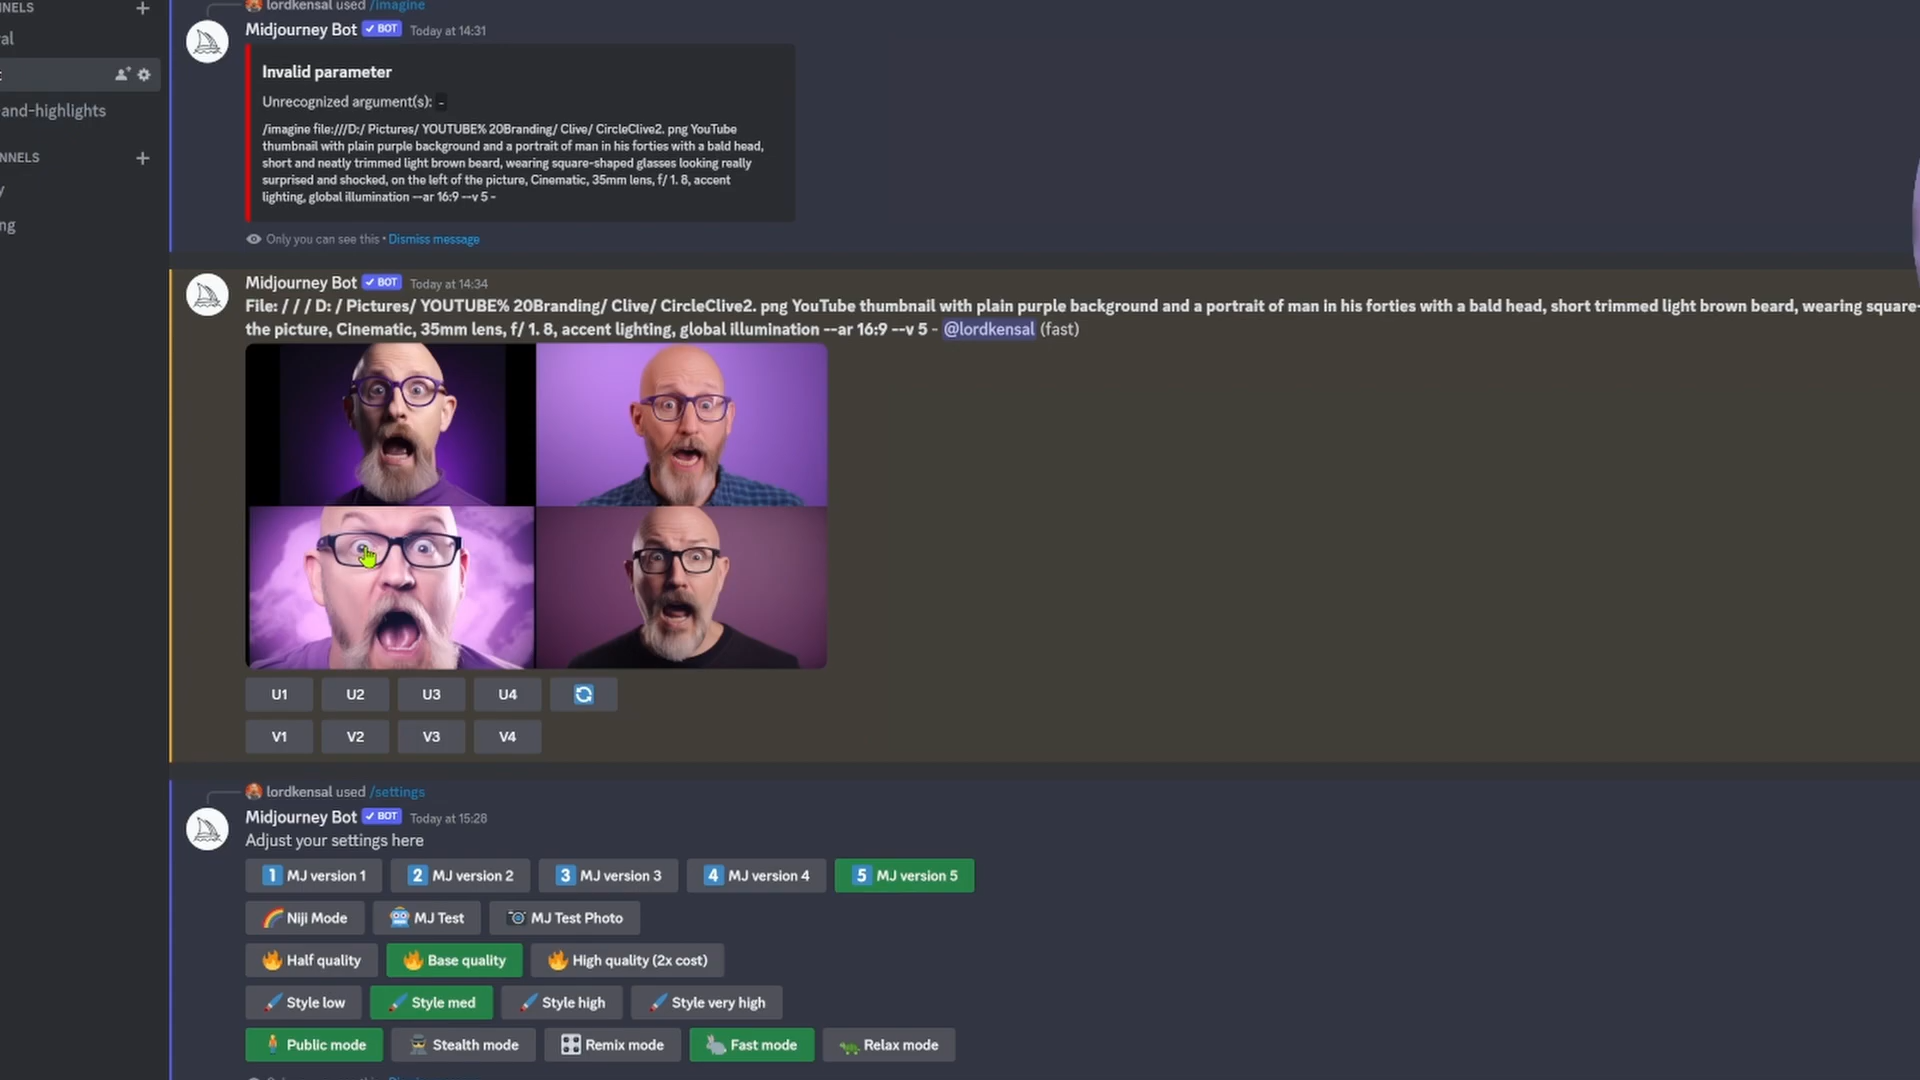 NNELS
lordkensal used /imagine
al
Midjourney Bot BOT Today at 14:31
Invalid parameter
Unrecognized argument(s): -
/imagine file:///D:/ Pictures/ YOUTUBE% 20Branding/ Clive/ CircleClive2. png YouTube
thumbnail with plain purple background and a portrait of man in his forties with a bald head,
short and neatly trimmed light brown beard, wearing square-shaped glasses looking really
surprised and shocked, on the left of the picture, Cinematic, 35mm lens, f/ 1. 8, accent
lighting, global illumination --ar 16:9 --v 5 -
Only you can see this • Dismiss message
-and-highlights
NNELS
y
ng
Midjourney Bot BOT Today at 14:34
File: / / / D: / Pictures/ YOUTUBE% 20Branding/ Clive/ CircleClive2. png YouTube thumbnail with plain purple background and a portrait of man in his forties with a bald head, short trimmed light brown beard, wearing square-
the picture, Cinematic, 35mm lens, f/ 1. 8, accent lighting, global illumination --ar 16:9 --v 5 - @lordkensal (fast)
U1 U2 U3 U4
V1 V2 V3 V4
lordkensal used /settings
Midjourney Bot BOT Today at 15:28
Adjust your settings here
1 MJ version 1 2 MJ version 2 3 MJ version 3 4 MJ version 4 5 MJ version 5
Niji Mode MJ Test MJ Test Photo
Half quality Base quality High quality (2x cost)
Style low Style med Style high Style very high
Public mode Stealth mode Remix mode Fast mode Relax mode